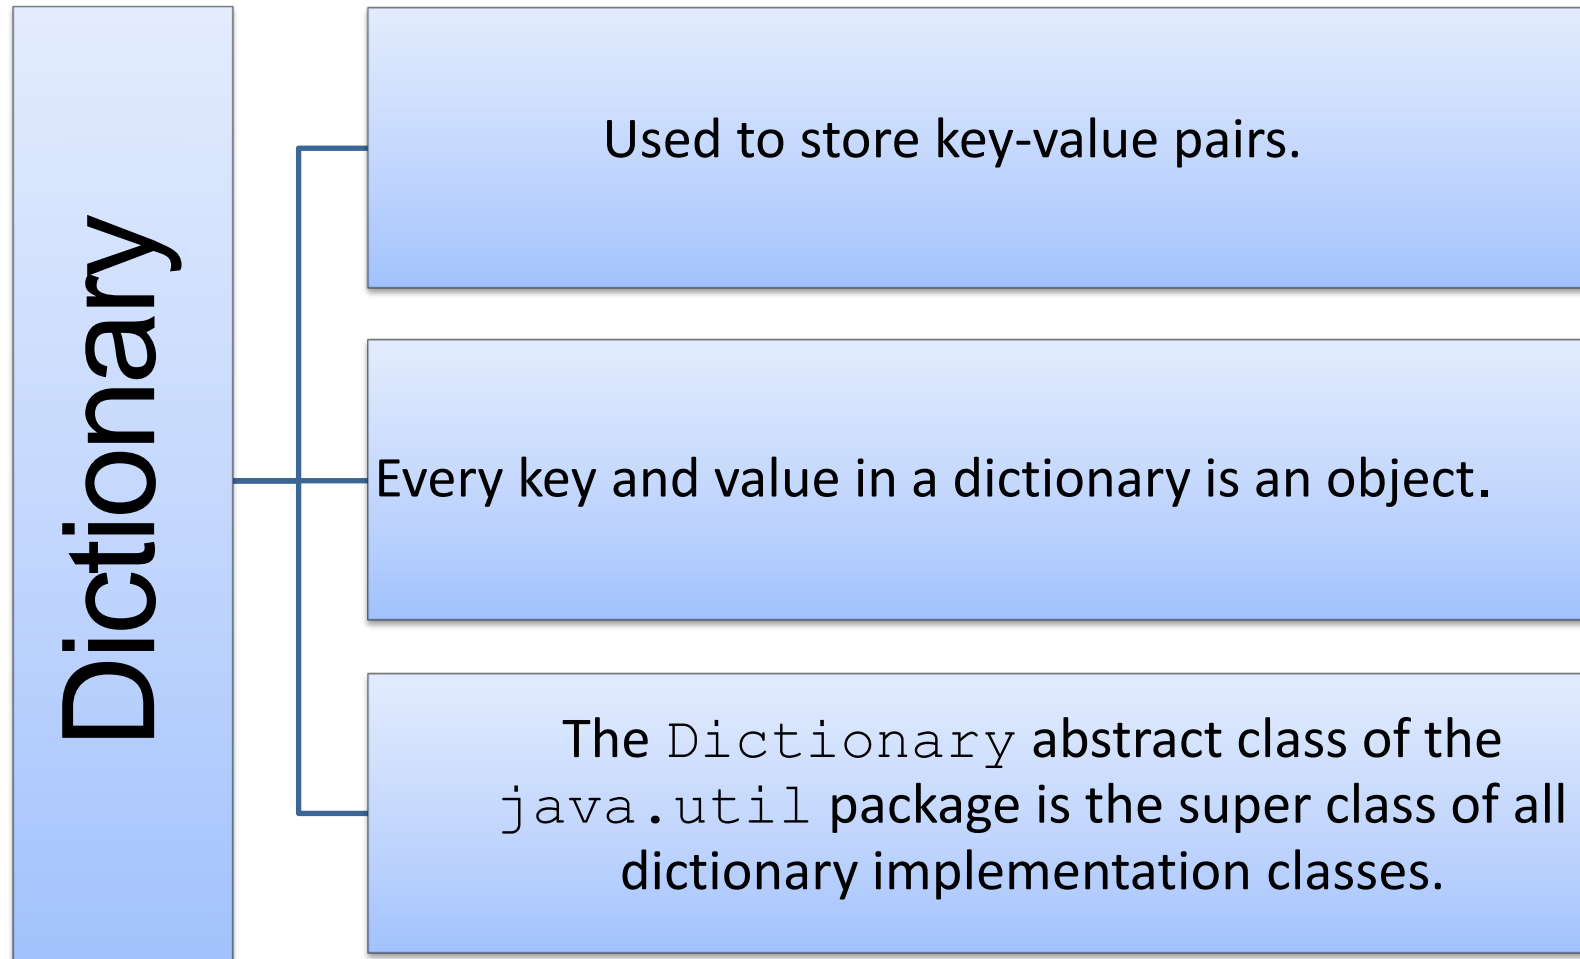 Dictionary
Used to store key-value pairs.
Every key and value in a dictionary is an object.
The Dictionary abstract class of the
java.util package is the super class of all
dictionary implementation classes.